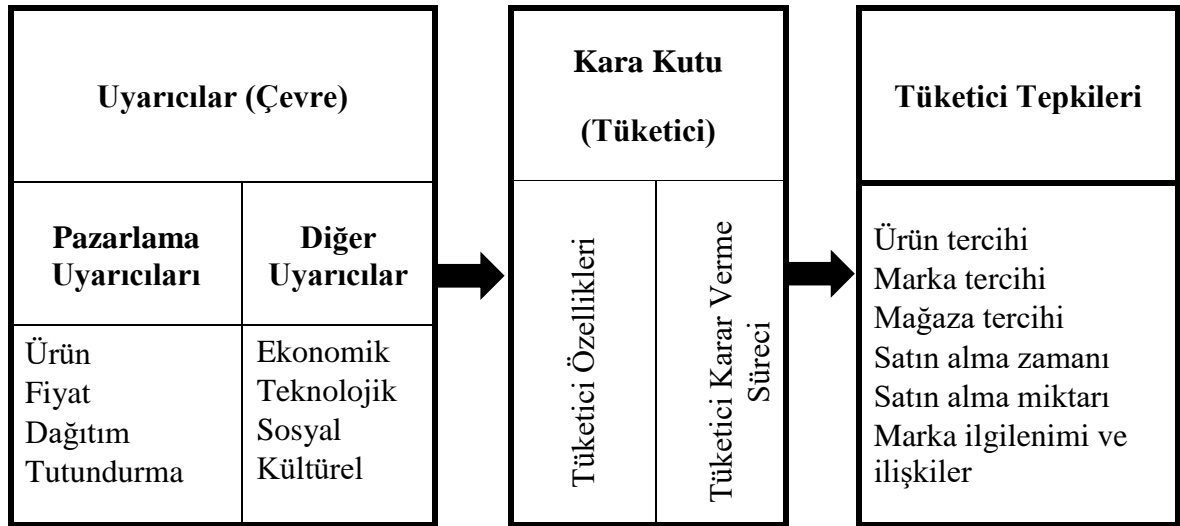 Uyarıcılar (Çevre)
Pazarlama
Uyarıcıları
Diğer
Uyarıcılar
Ürün
Fiyat
Dağıtım
Tutundurma
Ekonomik
Teknolojik
Sosyal
Kültürel
Kara Kutu
(Tüketici)
Tüketici Özellikleri
Tüketici Karar Verme
Süreci
Tüketici Tepkileri
Ürün tercihi
Marka tercihi
Mağaza tercihi
Satın alma zamanı
Satın alma miktarı
Marka ilgilenimi ve
ilişkiler